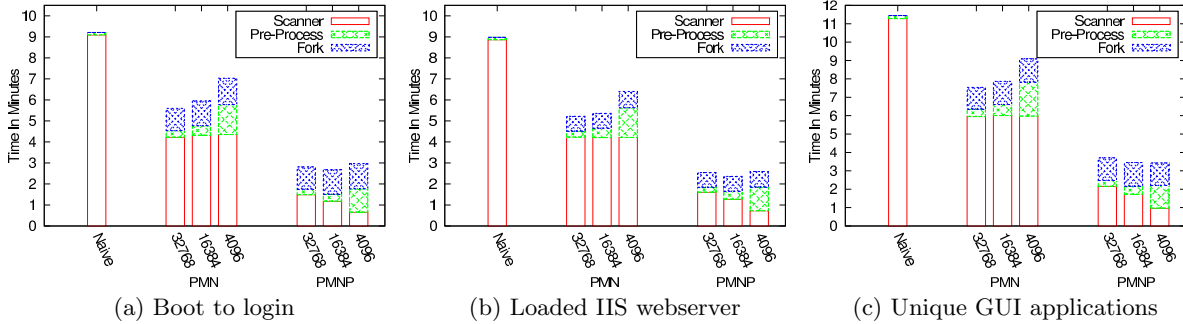 10
9
8
7
6
5
4
3
2
1
0
Time In Minutes
Scanner
Pre-Process
Fork
Naive
32768
16384
4096
32768
16384
4096
PMN
PMNP
(a) Boot to login
10
9
8
7
6
5
4
3
2
1
0
Time In Minutes
Scanner
Pre-Process
Fork
Naive
32768
16384
4096
32768
16384
4096
PMN
PMNP
(b) Loaded IIS webserver
12
11
10
9
8
7
6
5
4
3
2
1
0
Time In Minutes
Scanner
Pre-Process
Fork
Naive
32768
16384
4096
32768
16384
4096
PMN
PMNP
(c) Unique GUI applications